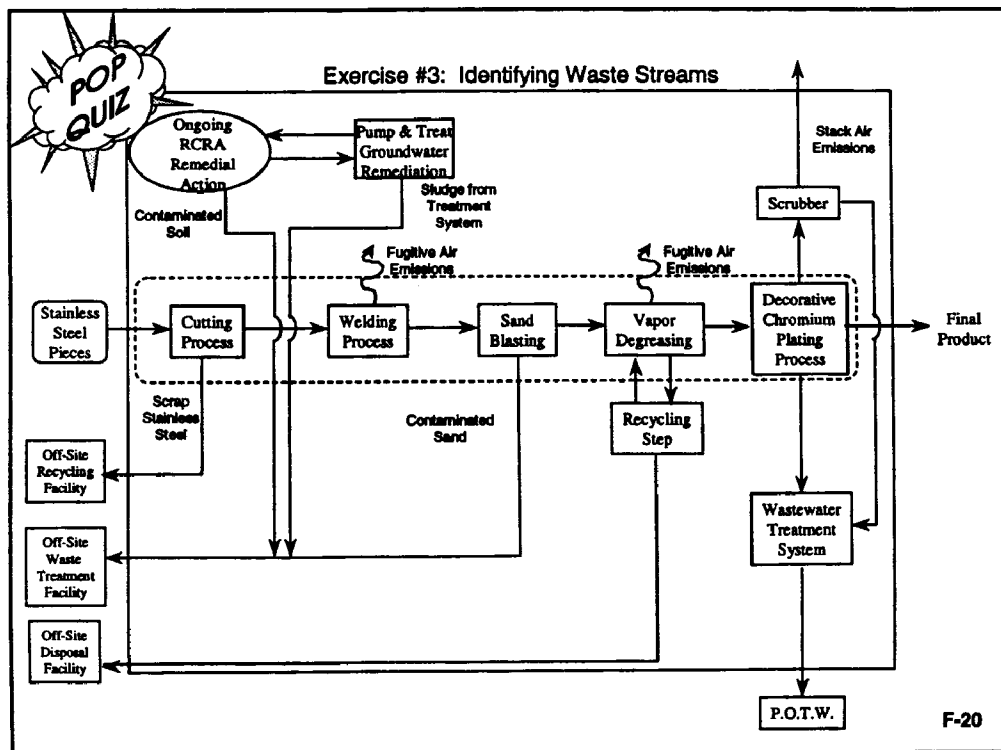 POP
QUIZ
Exercise #3: Identifying Waste Streams
Ongoing
RCRA
Remedial
Action
Pump & Treat
Groundwater
Remediation
Stack Air
Emissions
Scrubber
Contaminated
Soil
Sludge from
Treatment
System
Fugitive Air
Emissions
Fugitive Air
Emissions
Stainless
Steel
Pieces
Cutting
Process
Welding
Process
Sand
Blasting
Vapor
Degreasing
Decorative
Chromium
Plating
Process
Final
Product
Scrap
Stainless
Steel
Contaminated
Sand
Recycling
Step
Off-Site
Recycling
Facility
Off-Site
Waste
Treatment
Facility
Wastewater
Treatment
System
Off-Site
Disposal
Facility
P.O.T.W.
F-20